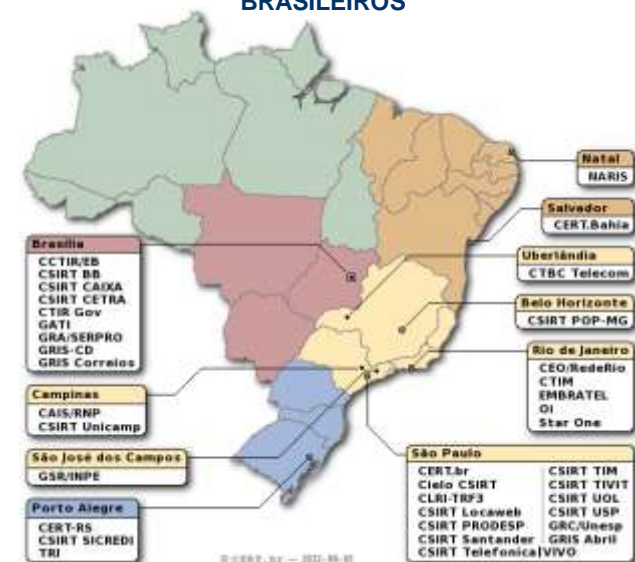 BRASILEIROS
Natal
NARIS
Salvador
CERT.Bahia
Uberlândia
CTBC Telecom
Belo Horizonte
CSIRT POP-MG
Rio de Janeiro
CEO/RedeRio
CTIM
EMBRATEL
OI
Star One
Brasília
CCTIR/EB
CSIRT BB
CSIRT CAIXA
CSIRT CETRA
CTIR Gov
GATI
GRA/SERPRO
GRIS-CD
GRIS Correios
Campinas
CAIS/RNP
CSIRT Unicamp
São José dos Campos
GSR/INPE
Porto Alegre
CERT-RS
CSIRT SICREDI
TRI
São Paulo
CERT.br
Cielo CSIRT
CLRI-TRF3
CSIRT Locaweb
CSIRT PRODESP
CSIRT Santander
CSIRT Telefonica|VIVO
CSIRT TIM
CSIRT TIVIT
CSIRT UOL
CSIRT USP
GRC/Unesp
GRIS Abril